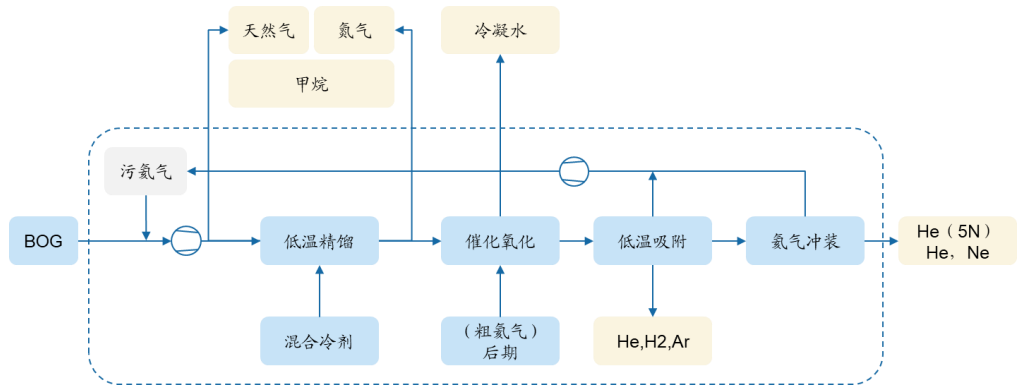 天然气
氮气
冷凝水
甲烷
污氦气
BOG
低温精馏
催化氧化
低温吸附
氦气冲装
He（5N）
He，Ne
混合冷剂
（粗氦气）
后期
He,H2,Ar